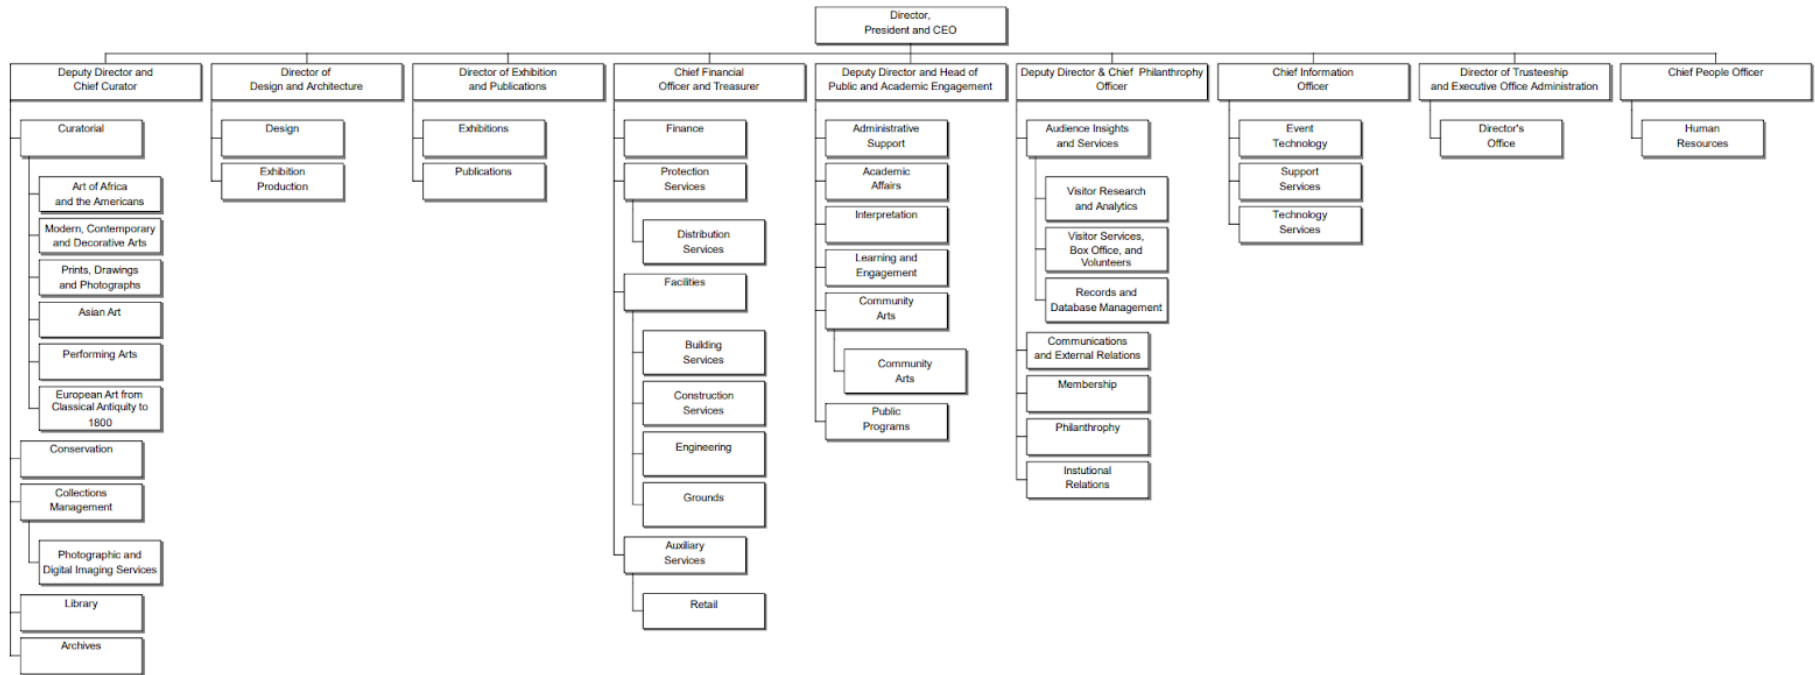 Director,
President and CEO
Deputy Director and
Chief Curator
Curatorial
Art of Africa
and the Americans
Modern, Contemporary
and Decorative Arts
Prints, Drawings
and Photographs
Asian Art
Performing Arts
European Art from
Classical Antiquity to
1800
Conservation
Collections
Management
Photographic and
Digital Imaging Services
Library
Archives
Director of
Design and Architecture
Design
Exhibition
Production
Director of Exhibition
and Publications
Exhibitions
Publications
Chief Financial
Officer and Treasurer
Finance
Protection
Services
Distribution
Services
Facilities
Building
Services
Construction
Services
Engineering
Grounds
Auxiliary
Services
Retail
Deputy Director and Head of
Public and Academic Engagement
Administrative
Support
Academic
Affairs
Interpretation
Learning and
Engagement
Community
Arts
Community
Arts
Public
Programs
Deputy Director & Chief Philanthropy
Officer
Audience Insights
and Services
Visitor Research
and Analytics
Visitor Services,
Box Office, and
Volunteers
Records and
Database Management
Communications
and External Relations
Membership
Philanthropy
Instutional
Relations
Chief Information
Officer
Event
Technology
Support
Services
Technology
Services
Director of Trusteeship
and Executive Office Administration
Director's
Office
Chief People Officer
Human
Resources